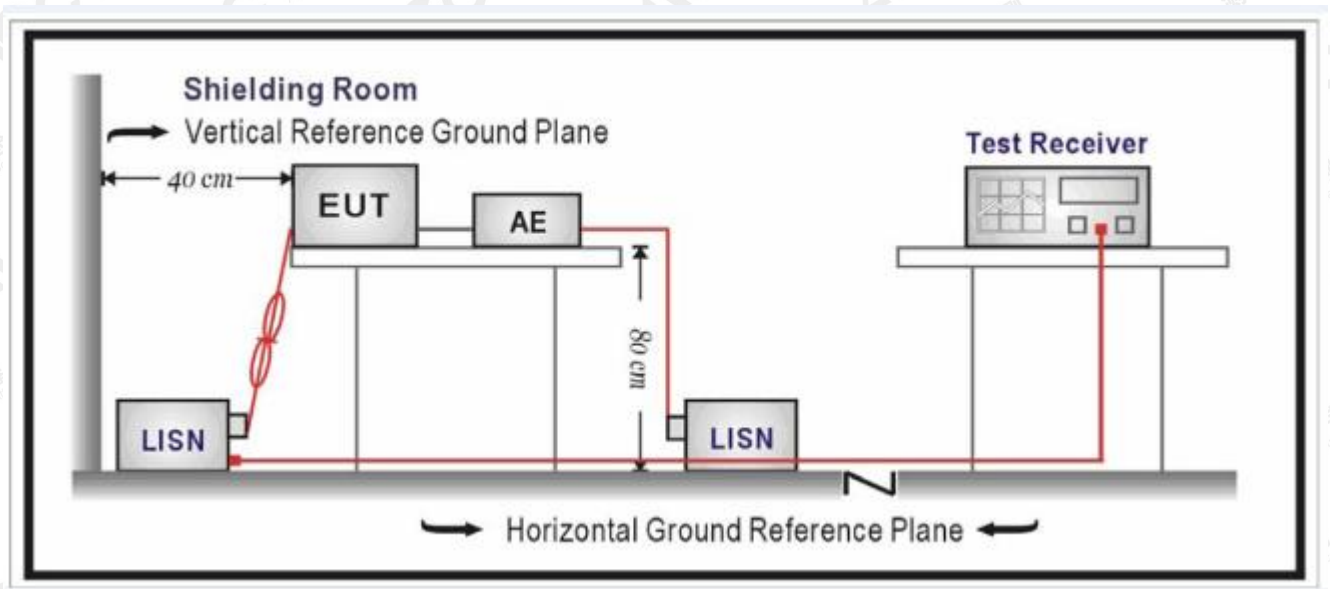 Shielding Room
Vertical Reference Ground Plane
Test Receiver
40 cm
EUT
AE
80 cm
LISN
LISN
Horizontal Ground Reference Plane